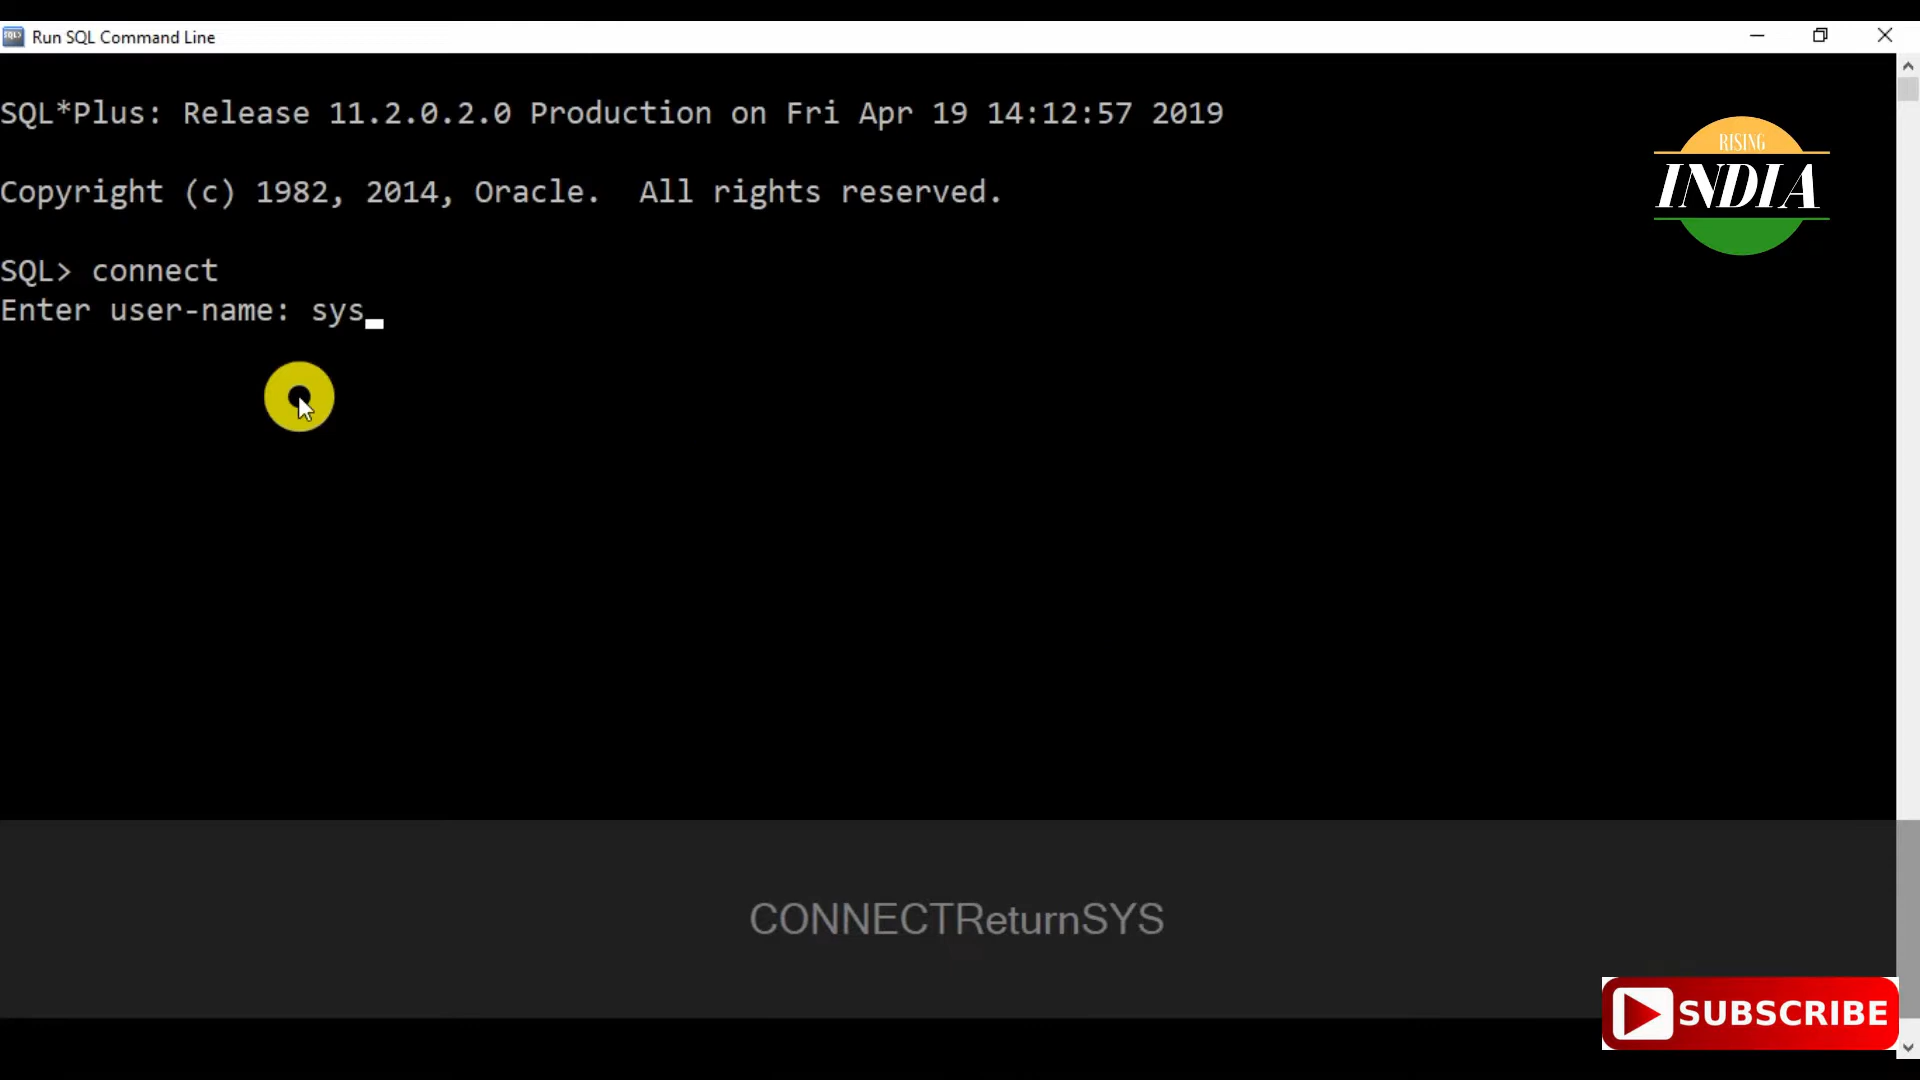 Run SQL Command Line
SQL*Plus: Release 11.2.0.2.0 Production on Fri Apr 19 14:12:57 2019
Copyright (c) 1982, 2014, Oracle.  All rights reserved.
SQL> connect
Enter user-name: sys_
RISING
INDIA
CONNECTReturnSYS
SUBSCRIBE